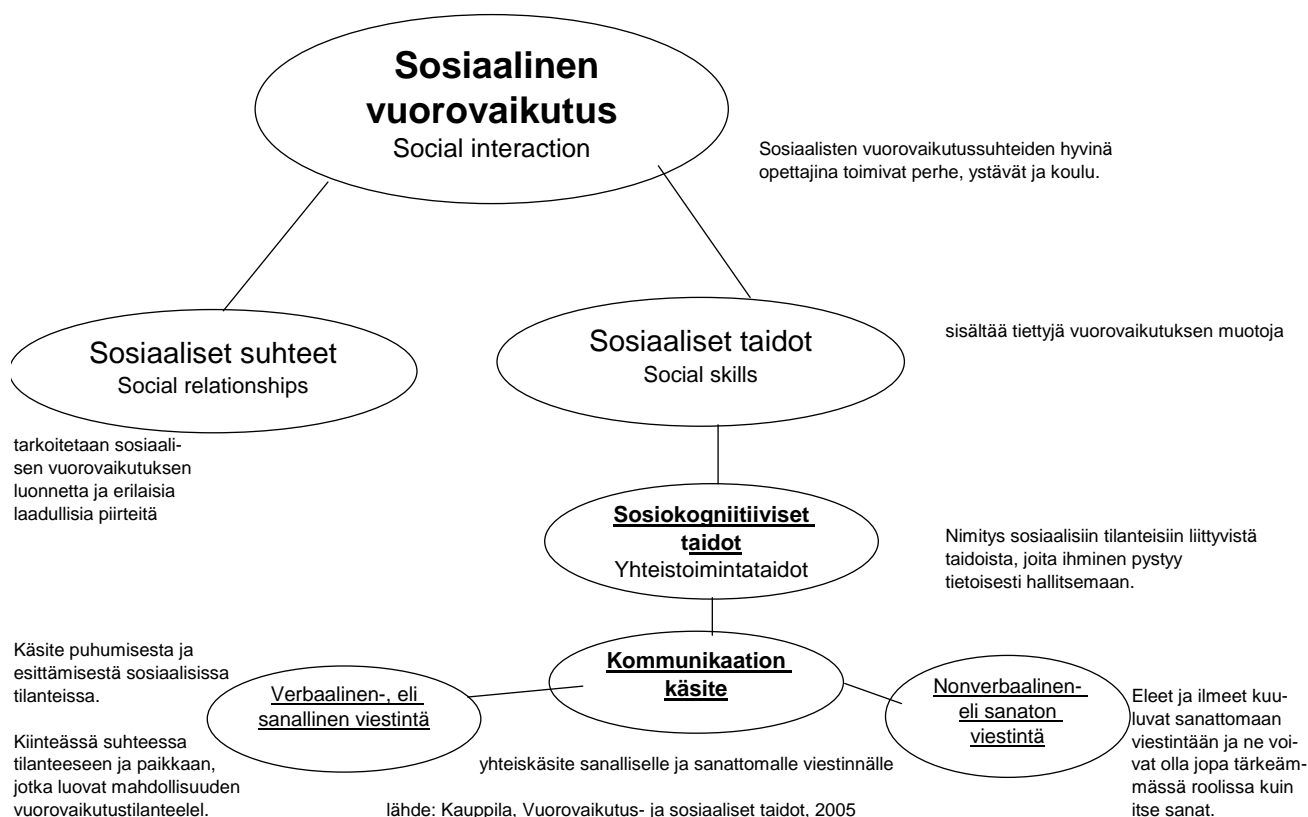 Sosiaalinen
vuorovaikutus
Social interaction
Sosiaalisten vuorovaikutussuhteiden hyvinä
opettajina toimivat perhe, ystävät ja koulu.
Sosiaaliset suhteet
Social relationships
Sosiaaliset taidot
Social skills
sisältää tiettyjä vuorovaikutuksen muotoja
tarkoitetaan sosiaali-
sen vuorovaikutuksen
luonnetta ja erilaisia
laadullisia piirteitä
Sosiokogniitiiviset
taidot
Yhteistoimintataidot
Nimitys sosiaalisiin tilanteisiin liittyvistä
taidoista, joita ihminen pystyy
tietoisesti hallitsemaan.
Käsite puhumisesta ja
esittämisestä sosiaalisissa
tilanteissa.
Kiinteässä suhteessa
tilanteeseen ja paikkaan,
jotka luovat mahdollisuuden
vuorovaikutustilanteelel.
Verbaalinen-, eli
sanallinen viestintä
Kommunikaation
käsite
Nonverbaalinen-
eli sanaton
viestintä
Eleet ja ilmeet kuu-
luvat sanattomaan
viestintään ja ne voi-
vat olla jopa tärkeäm-
mässä roolissa kuin
itse sanat.
yhteiskäsite sanalliselle ja sanattomalle viestinnälle
lähde: Kauppila, Vuorovaikutus- ja sosiaaliset taidot, 2005